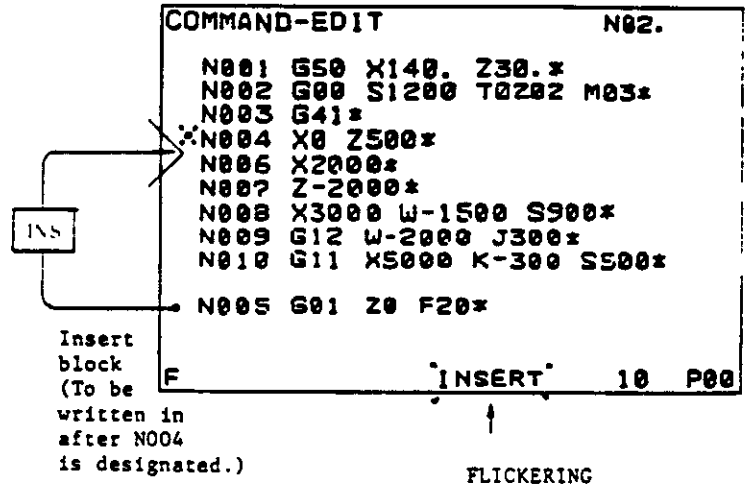 COMMAND-EDIT N02.
N001 G50 X140. Z30.*
N002 G00 S1200 T0202 M03*
N003 G41*
N004 X0 Z500*
N006 X2000*
N007 Z-2000*
N008 X3000 W-1500 S900*
N009 G12 W-2000 J300*
N010 G11 X5000 K-300 S500*
INS
N005 G01 Z0 F20*
Insert
block
(To be
written in
after N004
is designated.)
F INSERT 10 P00
FLICKERING